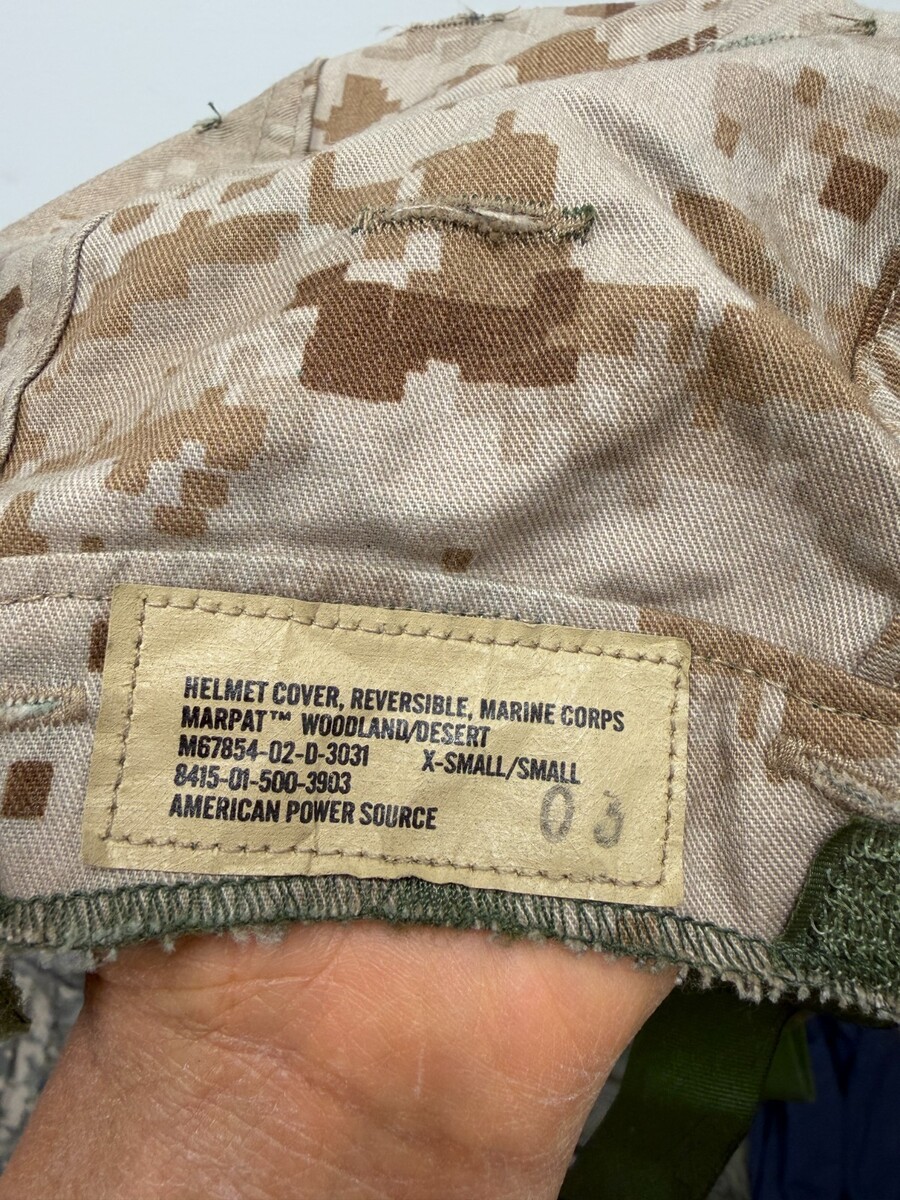 HELMET COVER, REVERSIBLE, MARINE CORPS
MARPAT™ WOODLAND/DESERT
M67854-02-D-3031 X-SMALL/SMALL
8415-01-500-3903
AMERICAN POWER SOURCE
03